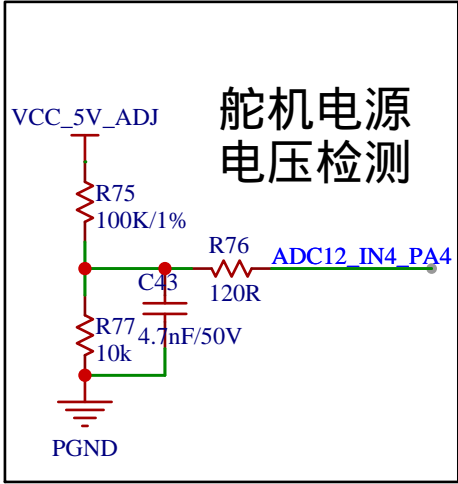 舵机电源
电压检测
VCC_5V_ADJ
R75
100K/1%
R76
120R
ADC12_IN4_PA4
C43
4.7nF/50V
R77
10k
PGND